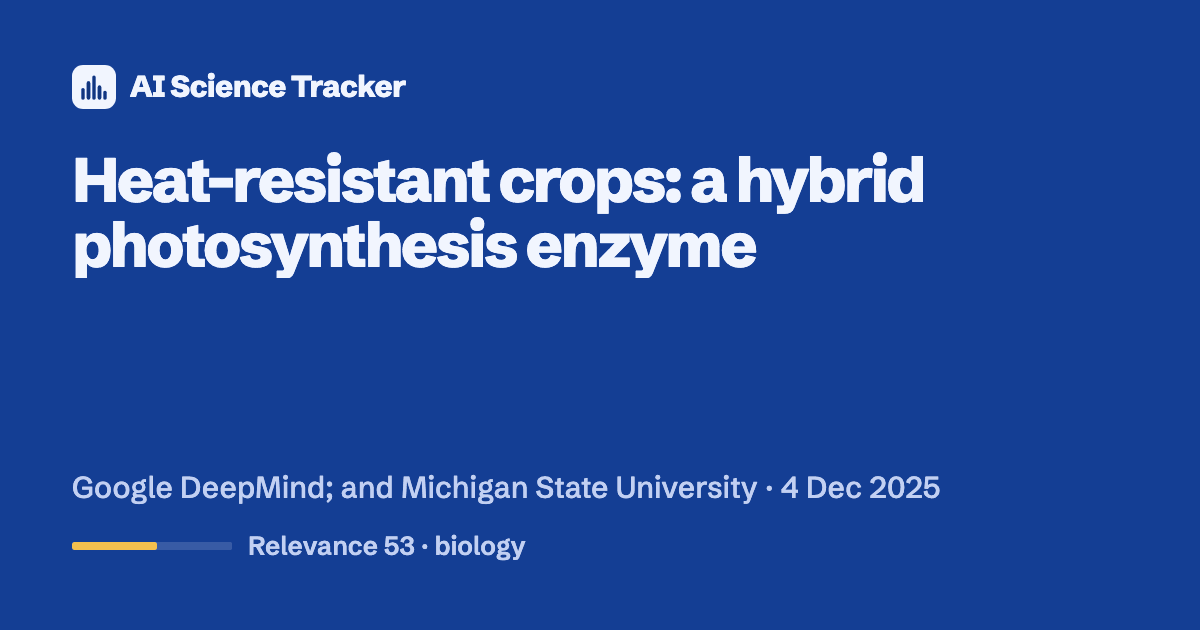 AI Science Tracker
Heat-resistant crops: a hybrid
photosynthesis enzyme
Google DeepMind; and Michigan State University · 4 Dec 2025
Relevance 53 · biology